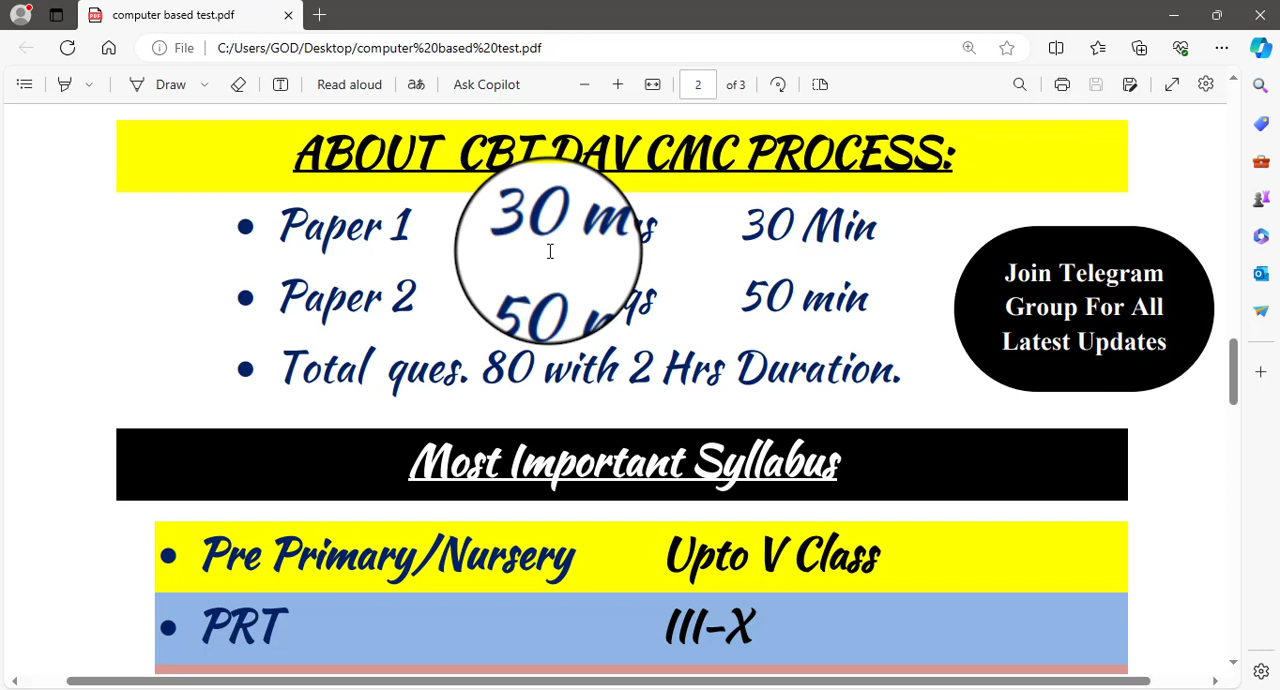 computer based test.pdf
File C:/Users/GOD/Desktop/computer%20based%20test.pdf
Draw Read aloud aあ Ask Copilot 2 of 3
ABOUT CBT DAV CMC PROCESS:
Paper 1 30 30 Min
Paper 2 50 50 min
Total ques. 80 with 2 Hrs Duration.
Join Telegram
Group For All
Latest Updates
Most Important Syllabus
Pre Primary/Nursery Upto V Class
PRT III-X